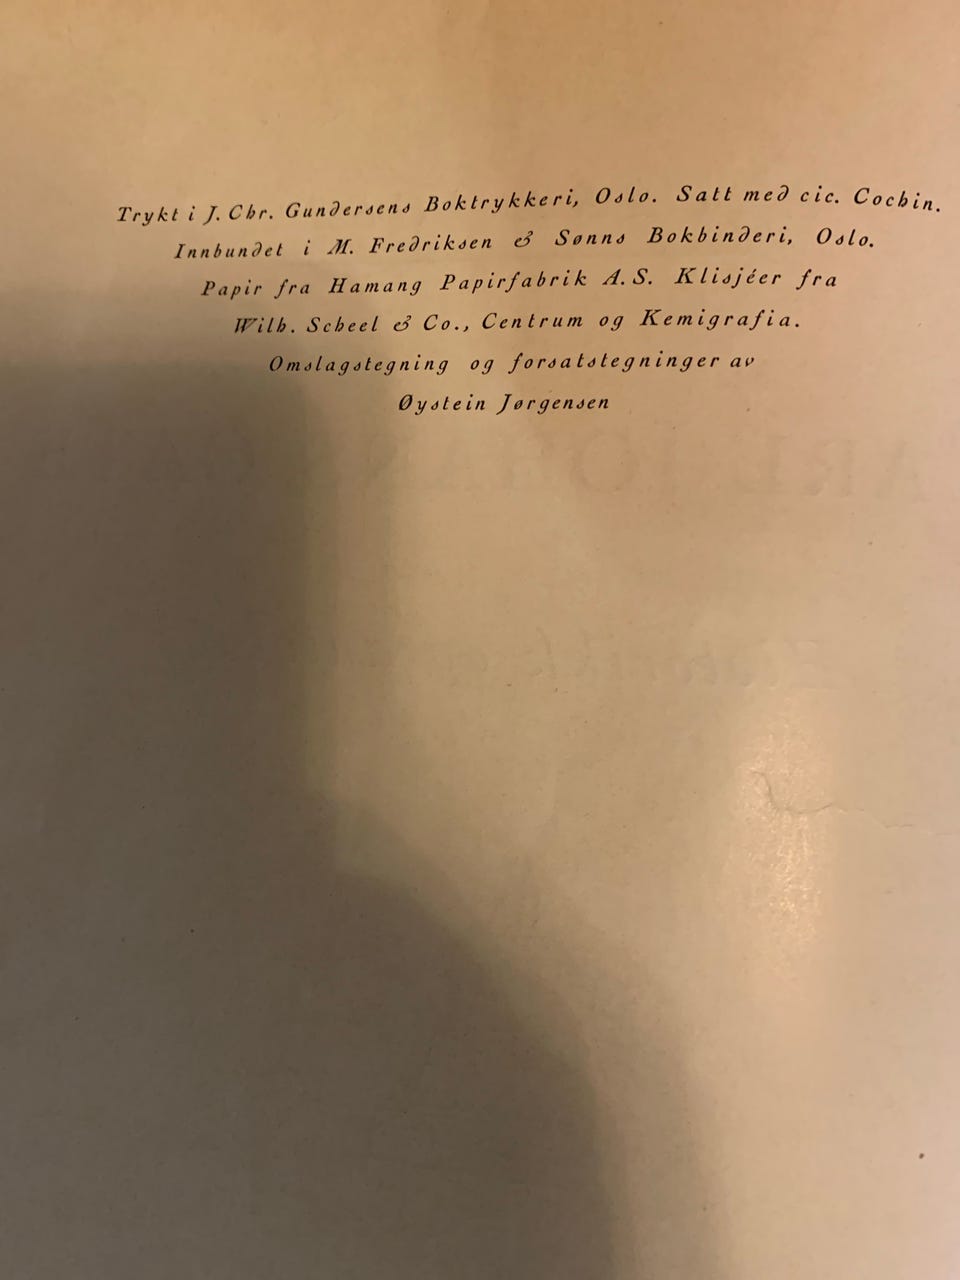 Trykt i J. Chr. Gundersens Boktrykkeri, Oslo. Satt med cic. Cochin.
Innbundet i M. Fredriksen & Sønns Bokbinderi, Oslo.
Papir fra Hamang Papirfabrik A.S. Klisjéer fra
Wilh. Scheel & Co., Centrum og Kemigrafia.
Omslagstegning og forsatstegninger av
Øystein Jørgensen